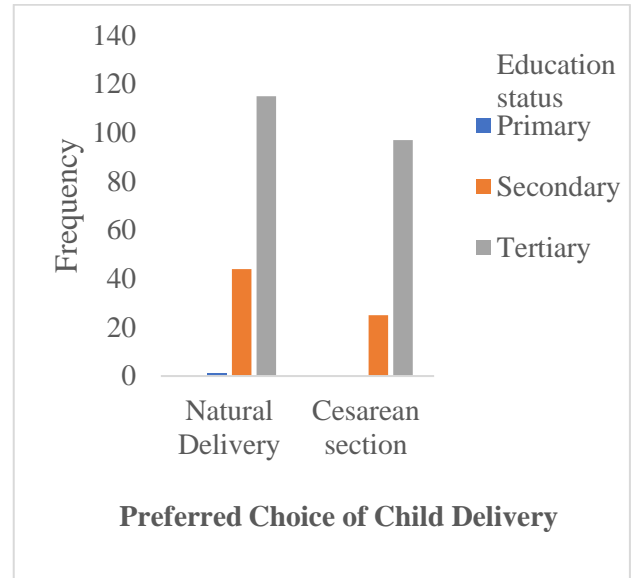 140
120
100
80
60
40
20
0
Frequency
Natural
Delivery
Cesarean
section
Preferred Choice of Child Delivery
Education
status
Primary
Secondary
Tertiary